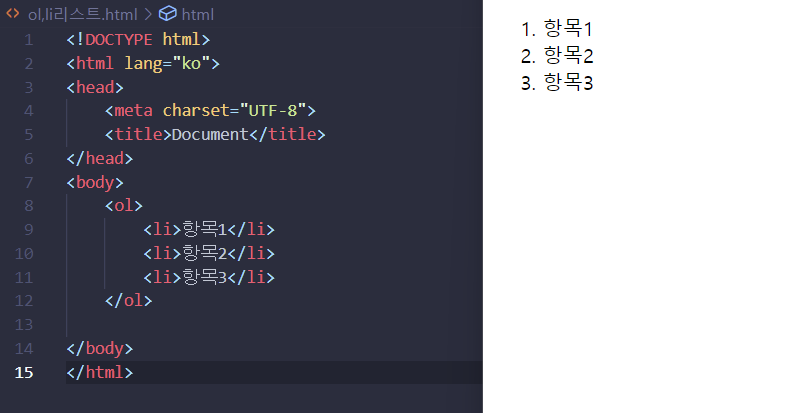 ol,li리스트.html > html
1 <!DOCTYPE html>
2 <html lang="ko">
3 <head>
4 <meta charset="UTF-8">
5 <title>Document</title>
6 </head>
7 <body>
8 <ol>
9 <li>항목1</li>
10 <li>항목2</li>
11 <li>항목3</li>
12 </ol>
13
14 </body>
15 </html>
1. 항목1
2. 항목2
3. 항목3